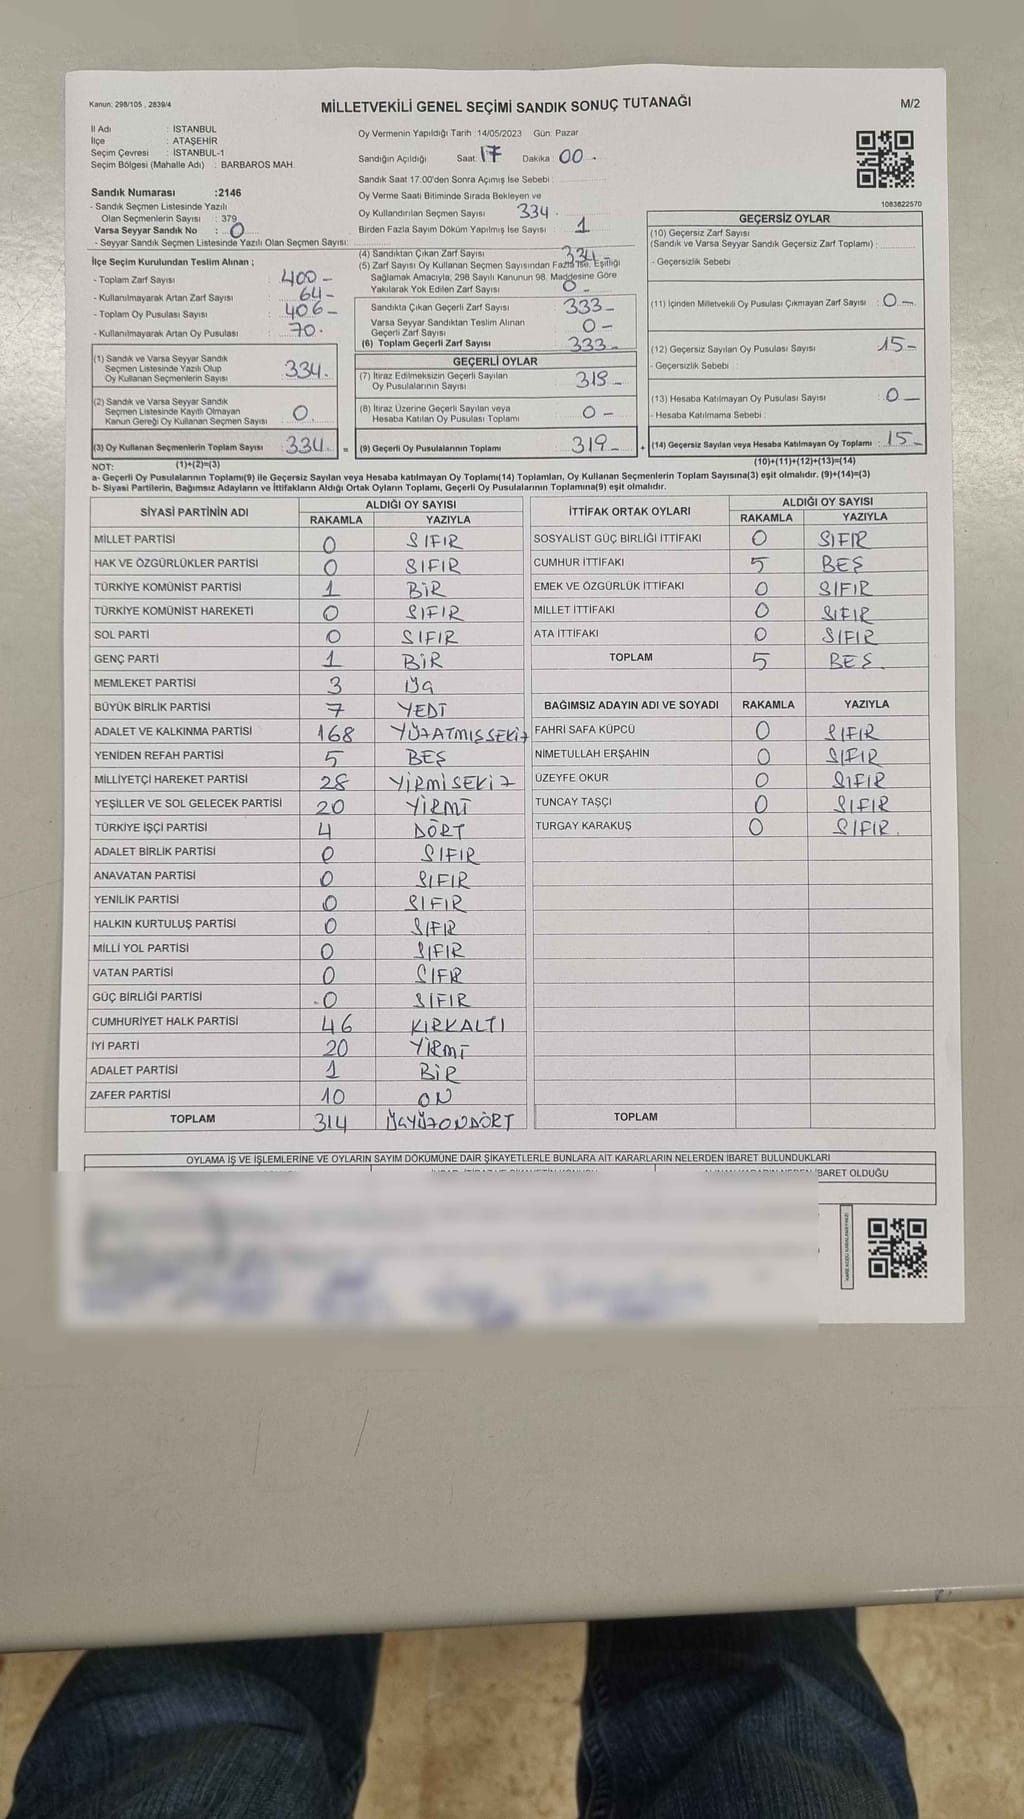 Kanun; 298/105 , 2839/4
MİLLETVEKİLİ GENEL SEÇİMİ SANDIK SONUÇ TUTANAĞI
M/2
İl Adı : İSTANBUL
İlçe : ATAŞEHİR
Seçim Çevresi : İSTANBUL-1
Seçim Bölgesi (Mahalle Adı) : BARBAROS MAH.
Sandık Numarası :2146
- Sandık Seçmen Listesinde Yazılı
Olan Seçmenlerin Sayısı : 379
Varsa Seyyar Sandık No : 0
- Seyyar Sandık Seçmen Listesinde Yazılı Olan Seçmen Sayısı:
Oy Vermenin Yapıldığı Tarih : 14/05/2023 Gün: Pazar
Sandığın Açıldığı Saat: 17 Dakika : 00
Sandık Saat 17:00'den Sonra Açımış İse Sebebi :
Oy Verme Saati Bitiminde Sırada Bekleyen ve
Oy Kullandırılan Seçmen Sayısı 334
Birden Fazla Sayım Döküm Yapılmış İse Sayısı : 1
1083822570
İlçe Seçim Kurulundan Teslim Alınan ;
- Toplam Zarf Sayısı : 400 -
- Kullanılmayarak Artan Zarf Sayısı : 64 -
- Toplam Oy Pusulası Sayısı : 406 -
- Kullanılmayarak Artan Oy Pusulası : 70.
(1) Sandık ve Varsa Seyyar Sandık
Seçmen Listesinde Yazılı Olup
Oy Kullanan Seçmenlerin Sayısı : 334.
(2) Sandık ve Varsa Seyyar Sandık
Seçmen Listesinde Kayıtlı Olmayan
Kanun Gereği Oy Kullanan Seçmen Sayısı : 0.
(3) Oy Kullanan Seçmenlerin Toplam Sayısı : 334. =
(4) Sandıktan Çıkan Zarf Sayısı : 334
(5) Zarf Sayısı Oy Kullanan Seçmen Sayısından Fazla ise, Eşitliği
Sağlamak Amacıyla; 298 Sayılı Kanunun 98. Maddesine Göre
Yakılarak Yok Edilen Zarf Sayısı : 0 -
Sandıkta Çıkan Geçerli Zarf Sayısı : 333 -
Varsa Seyyar Sandıktan Teslim Alınan
Geçerli Zarf Sayısı : 0 -
(6) Toplam Geçerli Zarf Sayısı : 333 -
GEÇERLİ OYLAR
(7) İtiraz Edilmeksizin Geçerli Sayılan
Oy Pusulalarının Sayısı : 319 -
(8) İtiraz Üzerine Geçerli Sayılan veya
Hesaba Katılan Oy Pusulası Toplamı : 0 -
(9) Geçerli Oy Pusulalarının Toplamı : 319 - +
GEÇERSİZ OYLAR
(10) Geçersiz Zarf Sayısı
(Sandık ve Varsa Seyyar Sandık Geçersiz Zarf Toplamı) :
- Geçersizlik Sebebi :
(11) İçinden Milletvekili Oy Pusulası Çıkmayan Zarf Sayısı : 0 -
(12) Geçersiz Sayılan Oy Pusulası Sayısı : 15 -
- Geçersizlik Sebebi :
(13) Hesaba Katılmayan Oy Pusulası Sayısı : 0 -
- Hesaba Katılmama Sebebi :
(14) Geçersiz Sayılan veya Hesaba Katılmayan Oy Toplamı : 15 -
NOT: (1)+(2)=(3) (10)+(11)+(12)+(13)=(14)
a- Geçerli Oy Pusulalarının Toplamı(9) ile Geçersiz Sayılan veya Hesaba katılmayan Oy Toplamı(14) Toplamları, Oy Kullanan Seçmenlerin Toplam Sayısına(3) eşit olmalıdır. (9)+(14)=(3)
b- Siyasi Partilerin, Bağımsız Adayların ve İttifakların Aldığı Ortak Oyların Toplamı, Geçerli Oy Pusulalarının Toplamına(9) eşit olmalıdır.
SİYASİ PARTİNİN ADI ALDIĞI OY SAYISI
RAKAMLA YAZIYLA
MİLLET PARTİSİ 0 SIFIR
HAK VE ÖZGÜRLÜKLER PARTİSİ 0 SIFIR
TÜRKİYE KOMÜNİST PARTİSİ 1 BİR
TÜRKİYE KOMÜNİST HAREKETİ 0 SIFIR
SOL PARTİ 0 SIFIR
GENÇ PARTİ 1 BİR
MEMLEKET PARTİSİ 3 ÜÇ
BÜYÜK BİRLİK PARTİSİ 7 YEDİ
ADALET VE KALKINMA PARTİSİ 168 YÜZATMIŞSEKİZ
YENİDEN REFAH PARTİSİ 5 BEŞ
MİLLİYETÇİ HAREKET PARTİSİ 28 YİRMİSEKİZ
YEŞİLLER VE SOL GELECEK PARTİSİ 20 YİRMİ
TÜRKİYE İŞÇİ PARTİSİ 4 DÖRT
ADALET BİRLİK PARTİSİ 0 SIFIR
ANAVATAN PARTİSİ 0 SIFIR
YENİLİK PARTİSİ 0 SIFIR
HALKIN KURTULUŞ PARTİSİ 0 SIFIR
MİLLİ YOL PARTİSİ 0 SIFIR
VATAN PARTİSİ 0 SIFIR
GÜÇ BİRLİĞİ PARTİSİ 0 SIFIR
CUMHURİYET HALK PARTİSİ 46 KIRKALTI
İYİ PARTİ 20 YİRMİ
ADALET PARTİSİ 1 BİR
ZAFER PARTİSİ 10 ON
TOPLAM 314 ÜÇYÜZONDÖRT
İTTİFAK ORTAK OYLARI ALDIĞI OY SAYISI
RAKAMLA YAZIYLA
SOSYALİST GÜÇ BİRLİĞİ İTTİFAKI 0 SIFIR
CUMHUR İTTİFAKI 5 BEŞ
EMEK VE ÖZGÜRLÜK İTTİFAKI 0 SIFIR
MİLLET İTTİFAKI 0 SIFIR
ATA İTTİFAKI 0 SIFIR
TOPLAM 5 BEŞ.
BAĞIMSIZ ADAYIN ADI VE SOYADI RAKAMLA YAZIYLA
FAHRİ SAFA KÜPCÜ 0 SIFIR
NİMETULLAH ERŞAHİN 0 SIFIR
ÜZEYFE OKUR 0 SIFIR
TUNCAY TAŞÇI 0 SIFIR
TURGAY KARAKUŞ 0 SIFIR.
TOPLAM
OYLAMA İŞ VE İŞLEMLERİNE VE OYLARIN SAYIM DÖKÜMÜNE DAİR ŞİKAYETLERLE BUNLARA AİT KARARLARIN NELERDEN İBARET BULUNDUKLARI
İBARET OLDUĞU